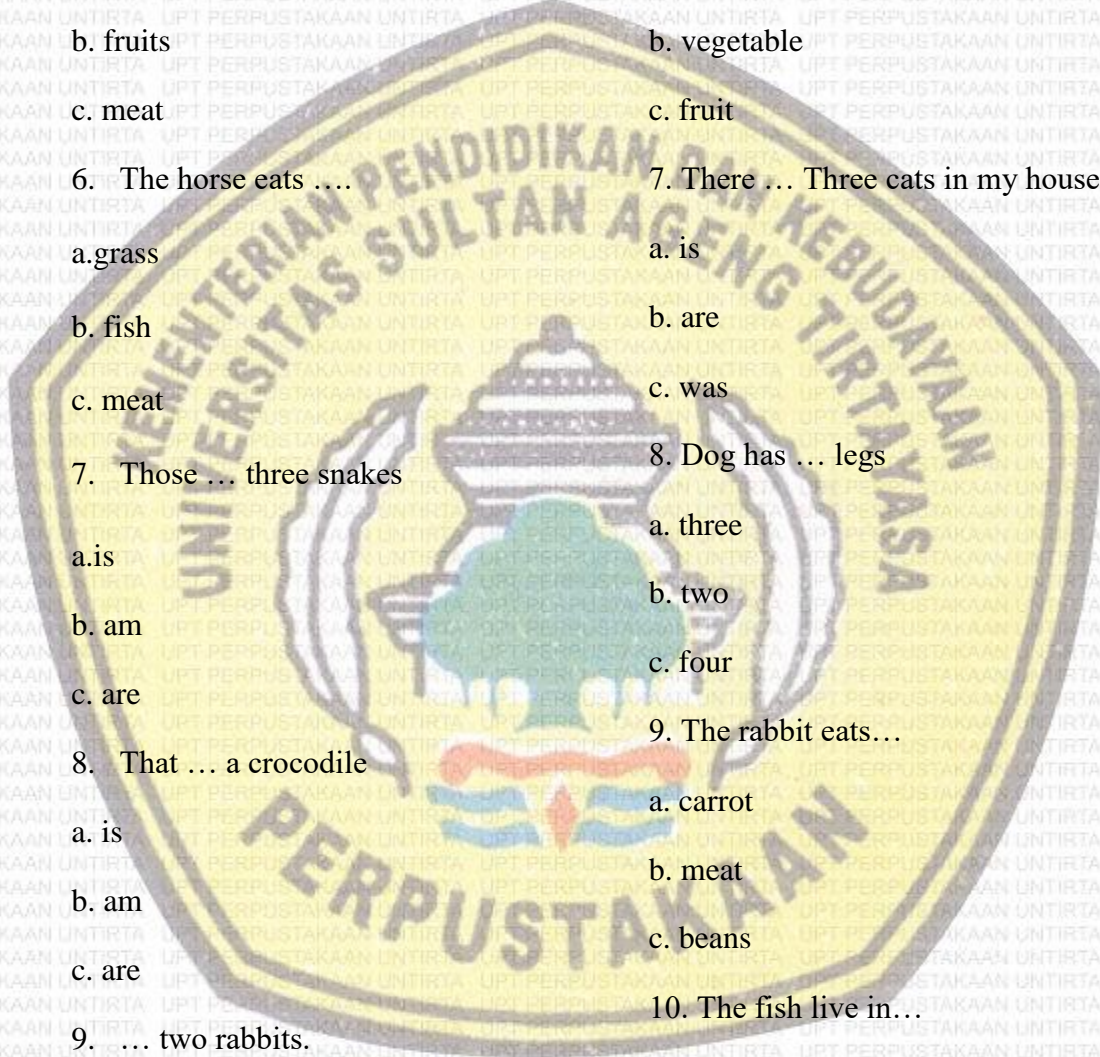 b. fruits
c. meat
6. The horse eats ….
a.grass
b. fish
c. meat
7. Those … three snakes
a.is
b. am
c. are
8. That … a crocodile
a. is
b. am
c. are
9. … two rabbits.
b. vegetable
c. fruit
7. There … Three cats in my house
a. is
b. are
c. was
8. Dog has … legs
a. three
b. two
c. four
9. The rabbit eats…
a. carrot
b. meat
c. beans
10. The fish live in…
KEMENTERIAN PENDIDIKAN DAN KEBUDAYAAN
UNIVERSITAS SULTAN AGENG TIRTAYASA
PERPUSTAKAAN
UPT PERPUSTAKAAN UNTIRTA